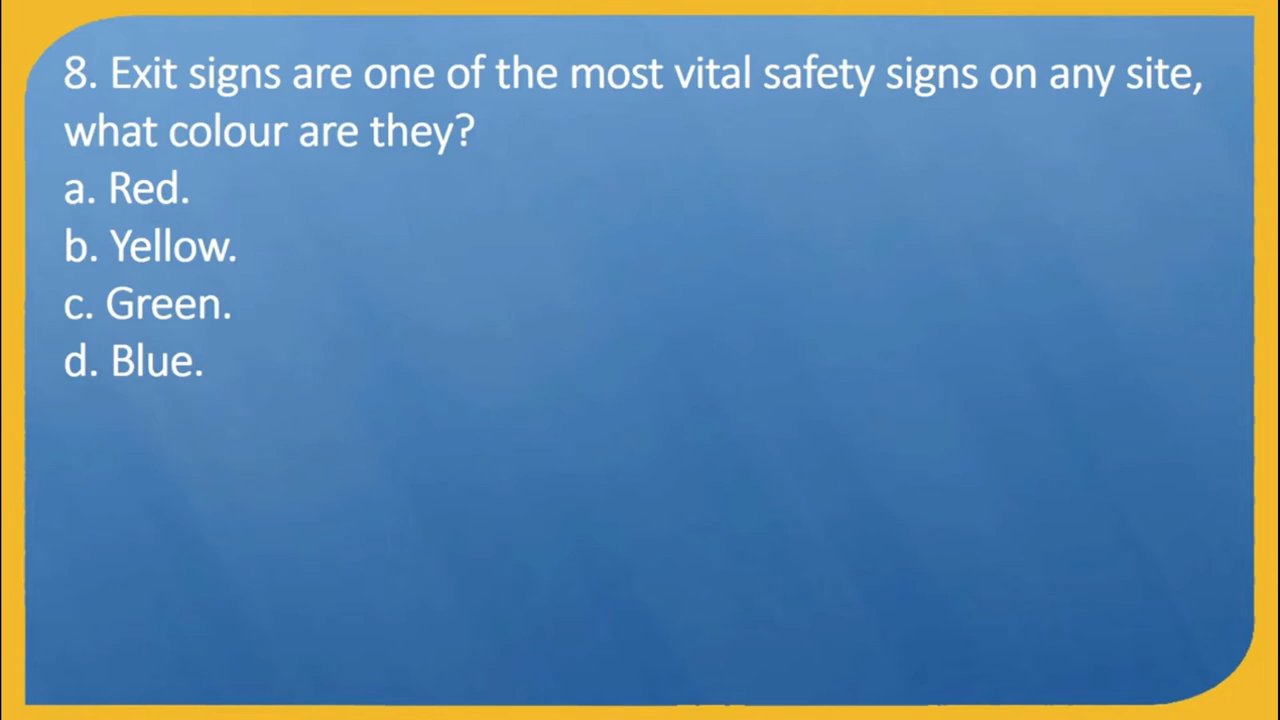 8. Exit signs are one of the most vital safety signs on any site,
what colour are they?
a. Red.
b. Yellow.
c. Green.
d. Blue.